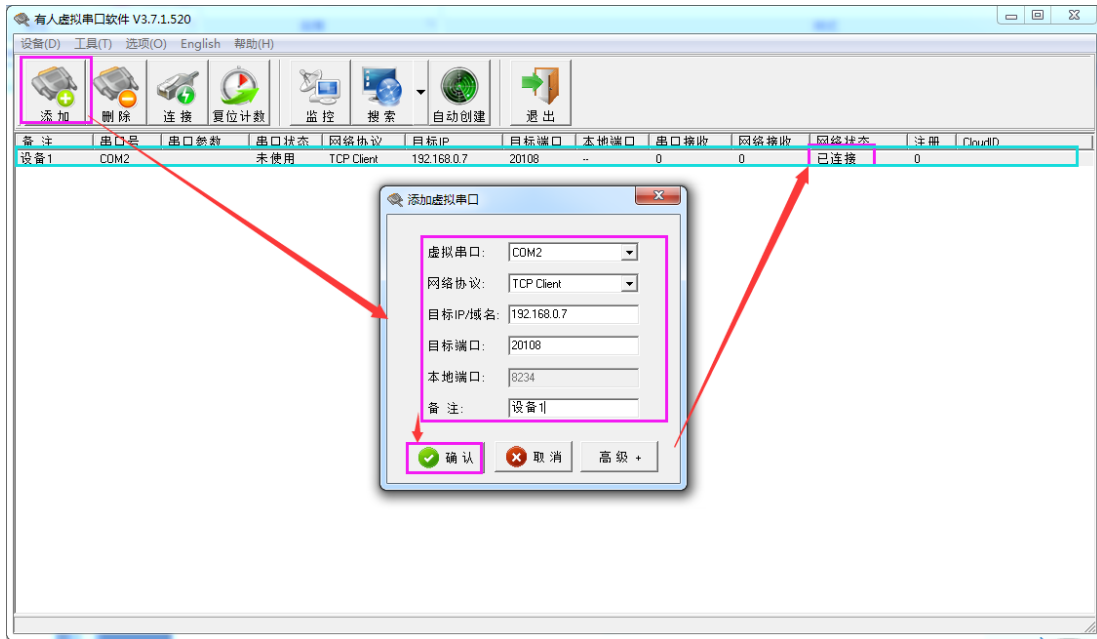 有人虚拟串口软件 V3.7.1.520
设备(D) 工具(T) 选项(O) English 帮助(H)
添 加 删 除 连 接 复位计数 监 控 搜 索 自动创建 退 出
备 注 串口号 串口参数 串口状态 网络协议 目标IP 目标端口 本地端口 串口接收 网络接收 网络状态 注 册 CloudID
设备1 COM2 未使用 TCP Client 192.168.0.7 20108 -- 0 0 已连接 0
添加虚拟串口
虚拟串口: COM2
网络协议: TCP Client
目标IP/域名: 192.168.0.7
目标端口: 20108
本地端口: 8234
备 注: 设备1
确 认 取 消 高 级 +